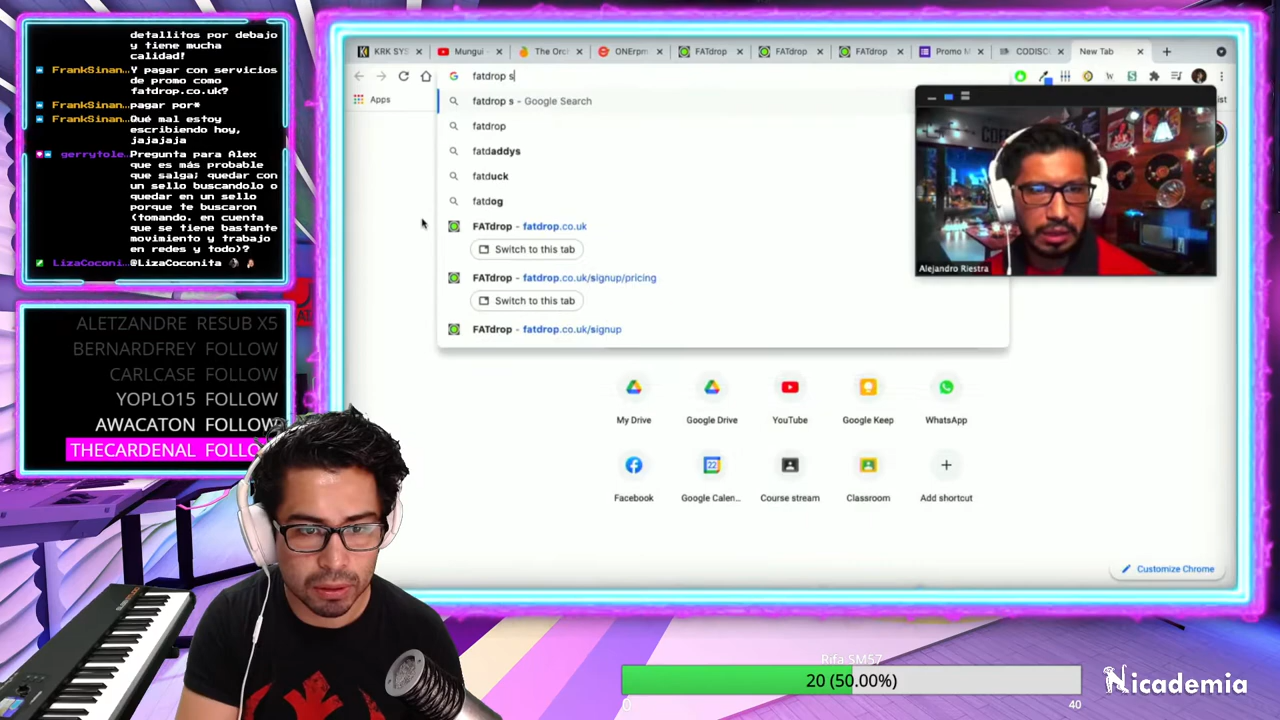 detallitos por debajo
y tiene mucha
calidad!
FrankSinan... Y pagar con servicios
de promo como
fatdrop.co.uk?
FrankSinan... pagar por*
FrankSinan... Qué mal estoy
escribiendo hoy,
jajajaja
gerrytole... Pregunta para Alex
que es más probable
que salga; quedar con
un sello buscandolo o
quedar en un sello
porque te buscaron
(tomando. en cuenta
que se tiene bastante
movimiento y trabajo
en redes y todo)?
LizaCoconi... @LizaCoconita
ALETZANDRE RESUB X5
BERNARDFREY FOLLOW
CARLCASE FOLLOW
YOPLO15 FOLLOW
AWACATON FOLLOW
THECARDENAL FOLLO
KRK SYS
Mungui -
The Orc
ONErpm
FATdrop
FATdrop
FATdrop
Promo M
CODISC
New Tab
fatdrop s
Apps
fatdrop s - Google Search
fatdrop
fatdaddys
fatduck
fatdog
FATdrop - fatdrop.co.uk
Switch to this tab
FATdrop - fatdrop.co.uk/signup/pricing
Switch to this tab
FATdrop - fatdrop.co.uk/signup
Alejandro Riestra
ist
My Drive
Google Drive
YouTube
Google Keep
WhatsApp
Facebook
Google Calen...
Course stream
Classroom
Add shortcut
Customize Chrome
Rifa SM57
20 (50.00%)
0
40
Nicademia